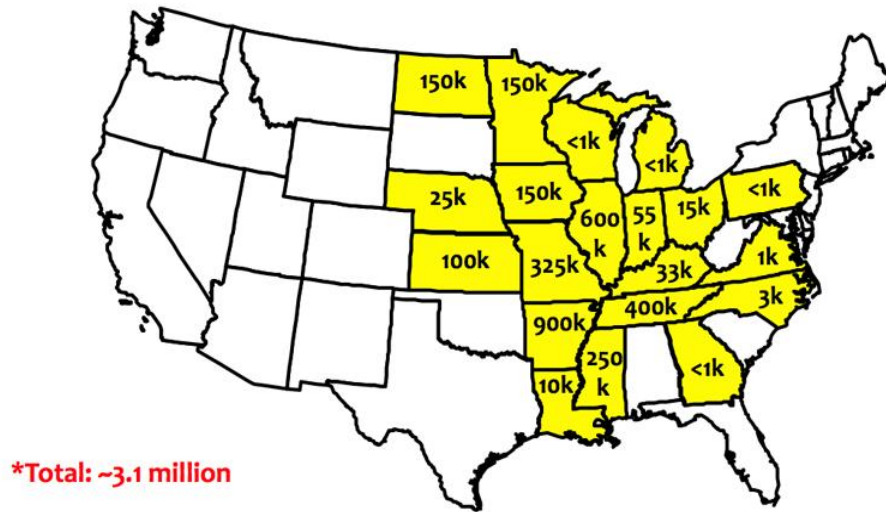 150k
150k
<1k
<1k
<1k
25k
150k
600
k
55
k
15k
1k
100k
325k
33k
3k
900k
400k
250
k
<1k
10k
*Total: ~3.1 million